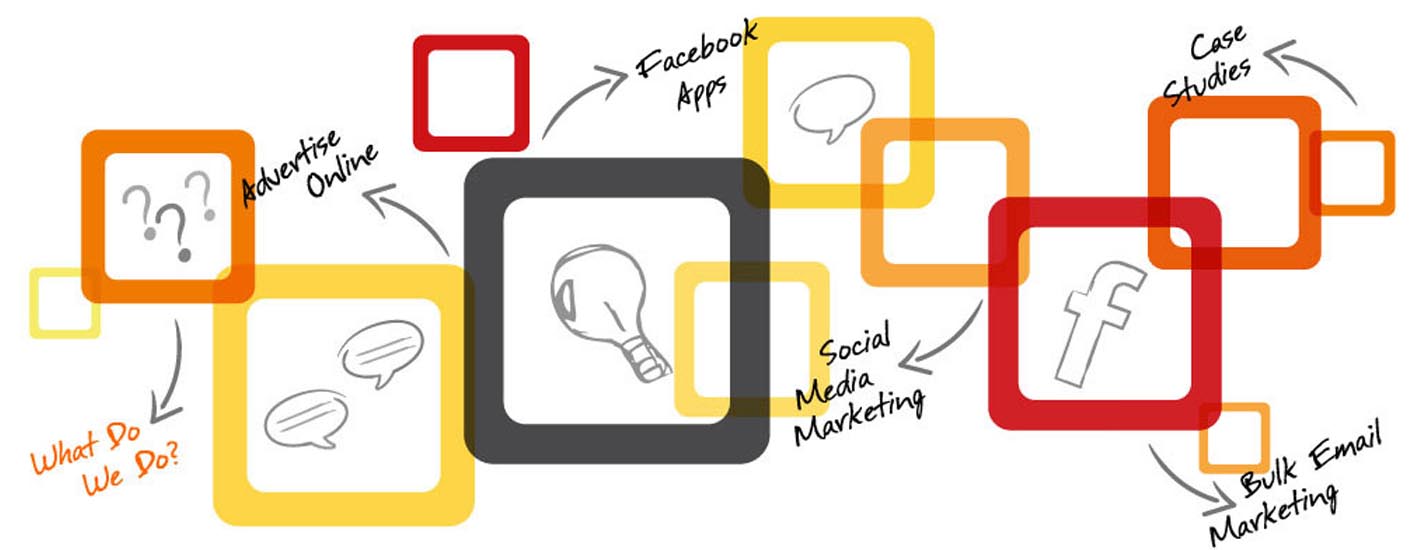 What Do
We Do?
Advertise
Online
Facebook
Apps
Social
Media
Marketing
Case
Studies
Bulk Email
Marketing